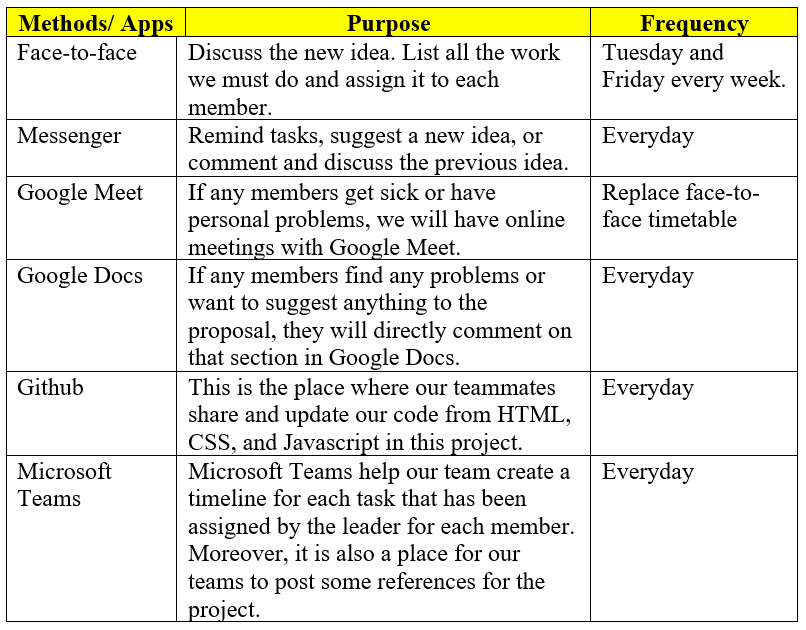 Methods/ Apps Purpose Frequency
Face-to-face
Discuss the new idea. List all the work
we must do and assign it to each
member.
Tuesday and
Friday every week.
Messenger
Remind tasks, suggest a new idea, or
comment and discuss the previous idea.
Everyday
Google Meet
If any members get sick or have
personal problems, we will have online
meetings with Google Meet.
Replace face-to-
face timetable
Google Docs
If any members find any problems or
want to suggest anything to the
proposal, they will directly comment on
that section in Google Docs.
Everyday
Github
This is the place where our teammates
share and update our code from HTML,
CSS, and Javascript in this project.
Everyday
Microsoft
Teams
Microsoft Teams help our team create a
timeline for each task that has been
assigned by the leader for each member.
Moreover, it is also a place for our
teams to post some references for the
project.
Everyday